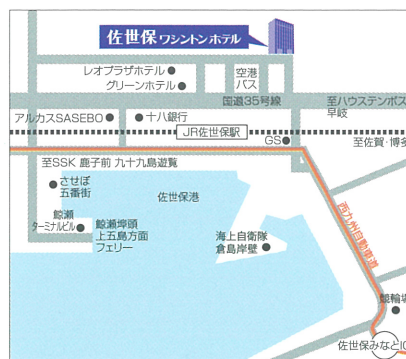 佐世保 ワシントンホテル
レオプラザホテル
グリーンホテル
空港
バス
国道35号線
至ハウステンボス
早岐
アルカスSASEBO
十八銀行
JR佐世保駅
GS
至佐賀・博多
至SSK 鹿子前 九十九島遊覧
させぼ
五番街
佐世保港
鯨瀬
ターミナルビル
鯨瀬埠頭
上五島方面
フェリー
海上自衛隊
倉島岸壁
西九州自動車道
競輪場
佐世保みなとIC